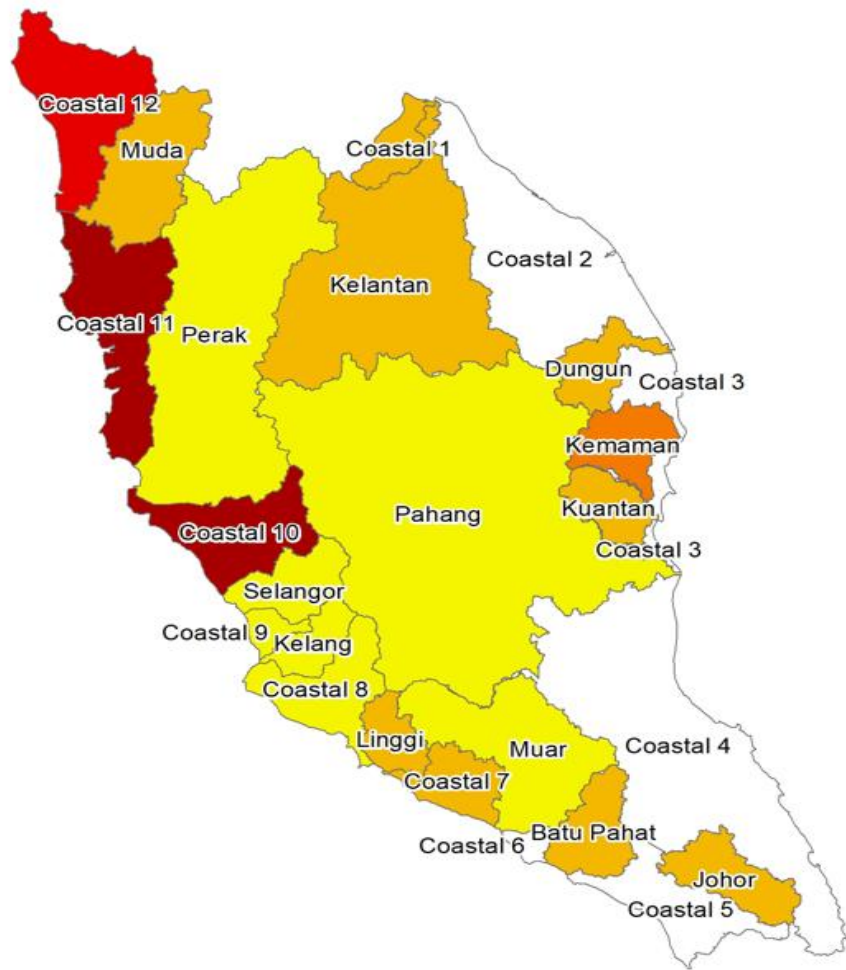 Coastal 12
Muda
Coastal 1
Coastal 2
Kelantan
Coastal 11
Perak
Dungun
Coastal 3
Kemaman
Kuantan
Pahang
Coastal 10
Coastal 3
Selangor
Coastal 9
Kelang
Coastal 8
Linggi
Muar
Coastal 4
Coastal 7
Batu Pahat
Coastal 6
Johor
Coastal 5